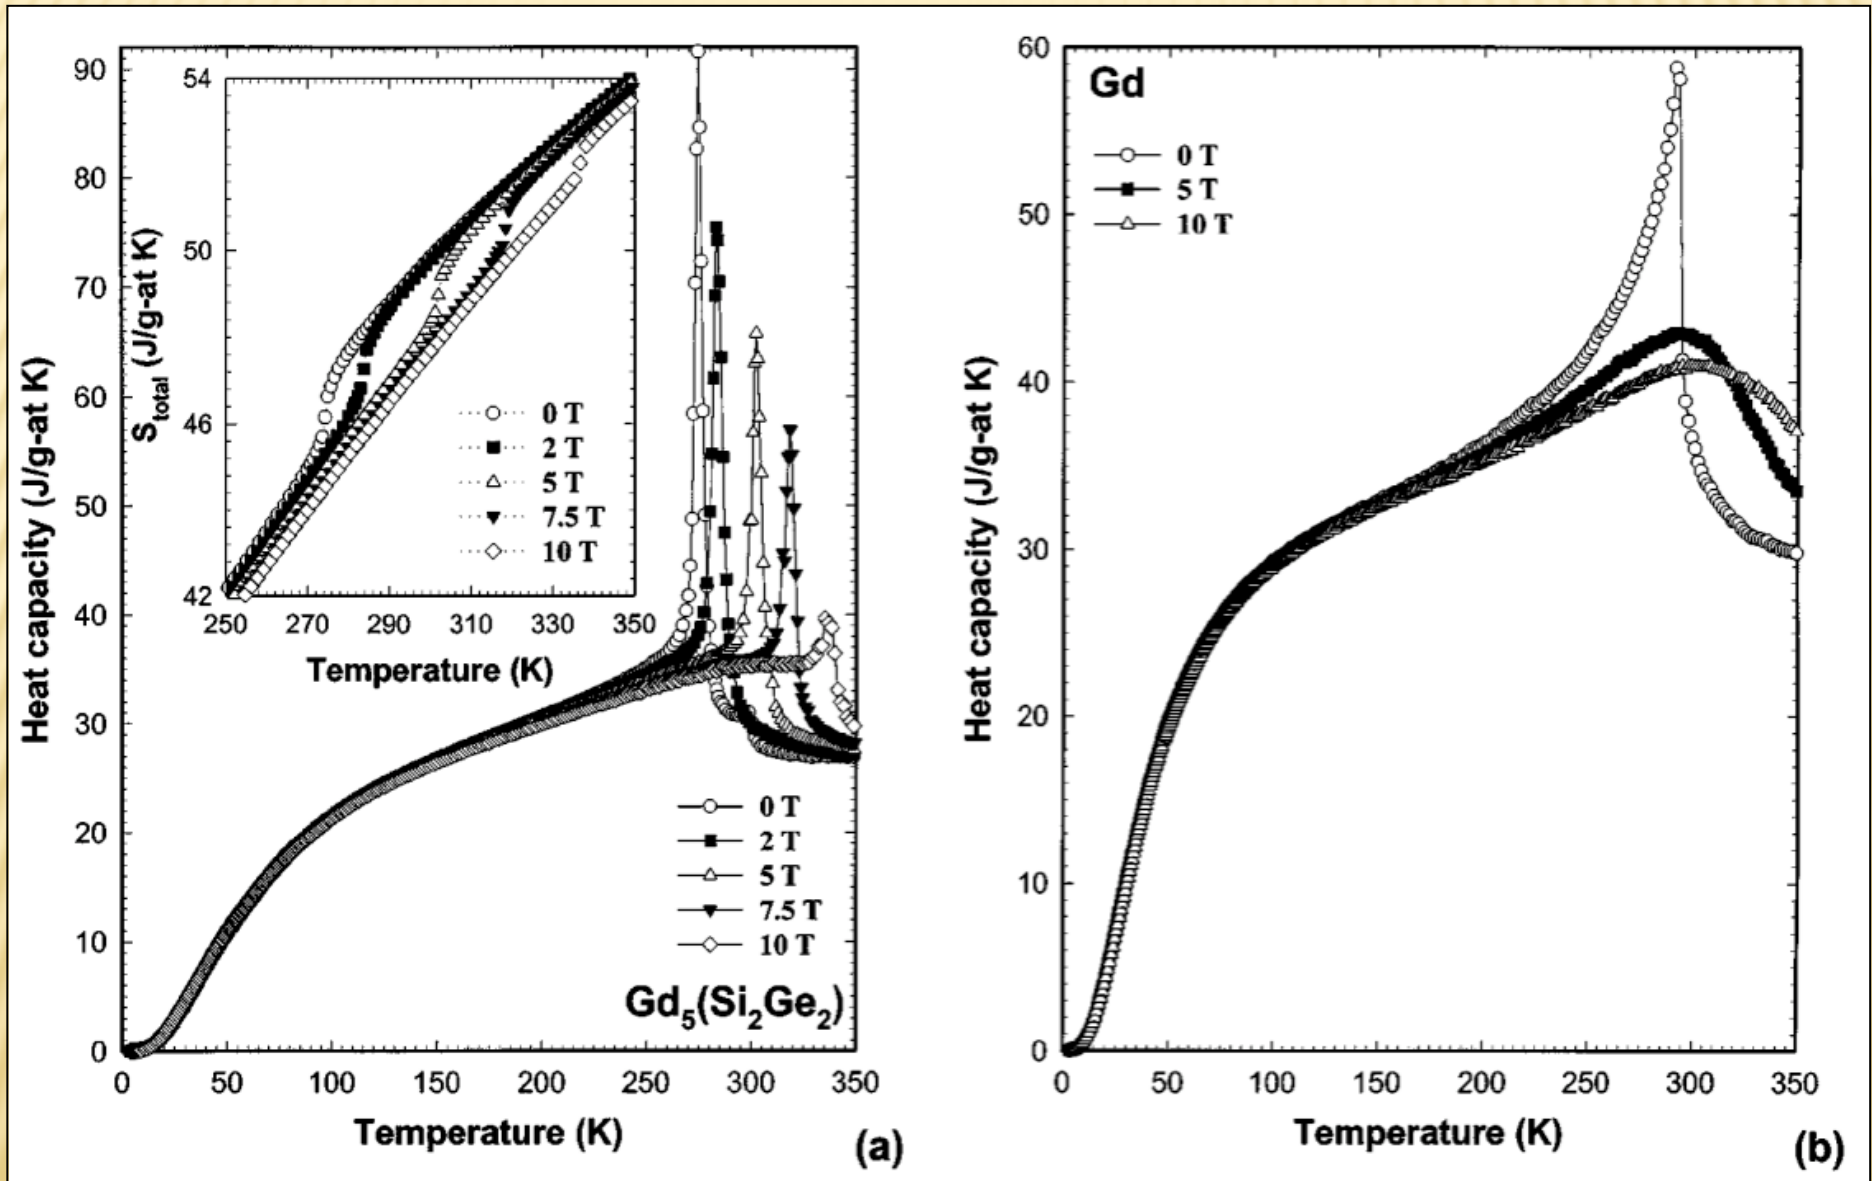 90
80
70
60
50
40
30
20
10
0
0 50 100 150 200 250 300 350
Heat capacity (J/g-at K)
Temperature (K)
54
50
46
42
250 270 290 310 330 350
S_total (J/g-at K)
Temperature (K)
0 T
2 T
5 T
7.5 T
10 T
0 T
2 T
5 T
7.5 T
10 T
Gd₅(Si₂Ge₂)
(a)
60
50
40
30
20
10
0
0 50 100 150 200 250 300 350
Heat capacity (J/g-at K)
Temperature (K)
Gd
0 T
5 T
10 T
(b)